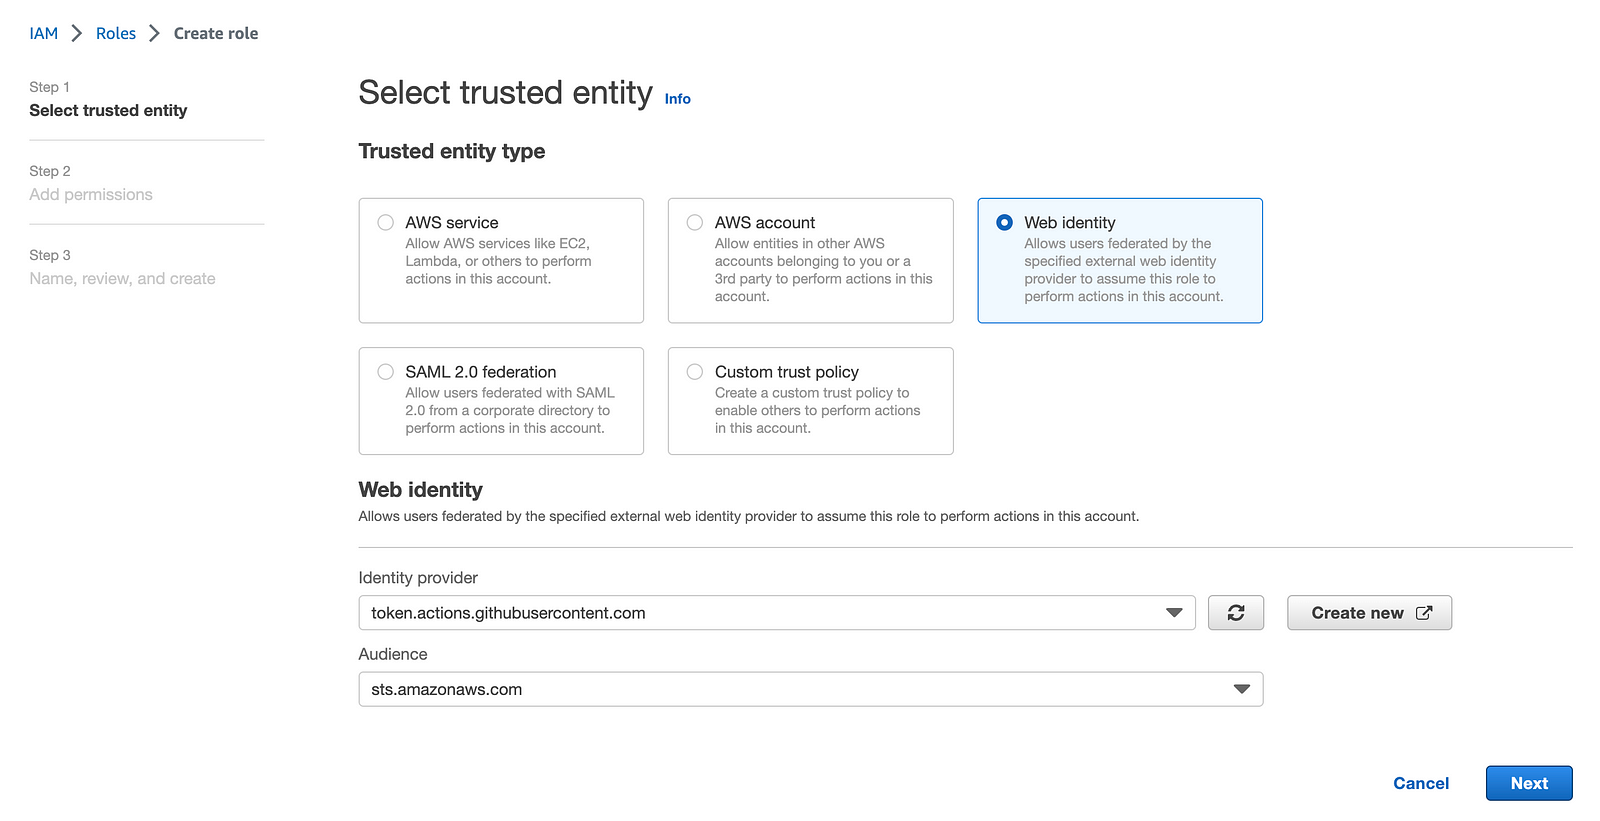 IAM > Roles > Create role
Step 1
Select trusted entity
Step 2
Add permissions
Step 3
Name, review, and create
Select trusted entity Info
Trusted entity type
AWS service
Allow AWS services like EC2,
Lambda, or others to perform
actions in this account.
AWS account
Allow entities in other AWS
accounts belonging to you or a
3rd party to perform actions in this
account.
Web identity
Allows users federated by the
specified external web identity
provider to assume this role to
perform actions in this account.
SAML 2.0 federation
Allow users federated with SAML
2.0 from a corporate directory to
perform actions in this account.
Custom trust policy
Create a custom trust policy to
enable others to perform actions
in this account.
Web identity
Allows users federated by the specified external web identity provider to assume this role to perform actions in this account.
Identity provider
token.actions.githubusercontent.com
Create new
Audience
sts.amazonaws.com
Cancel
Next